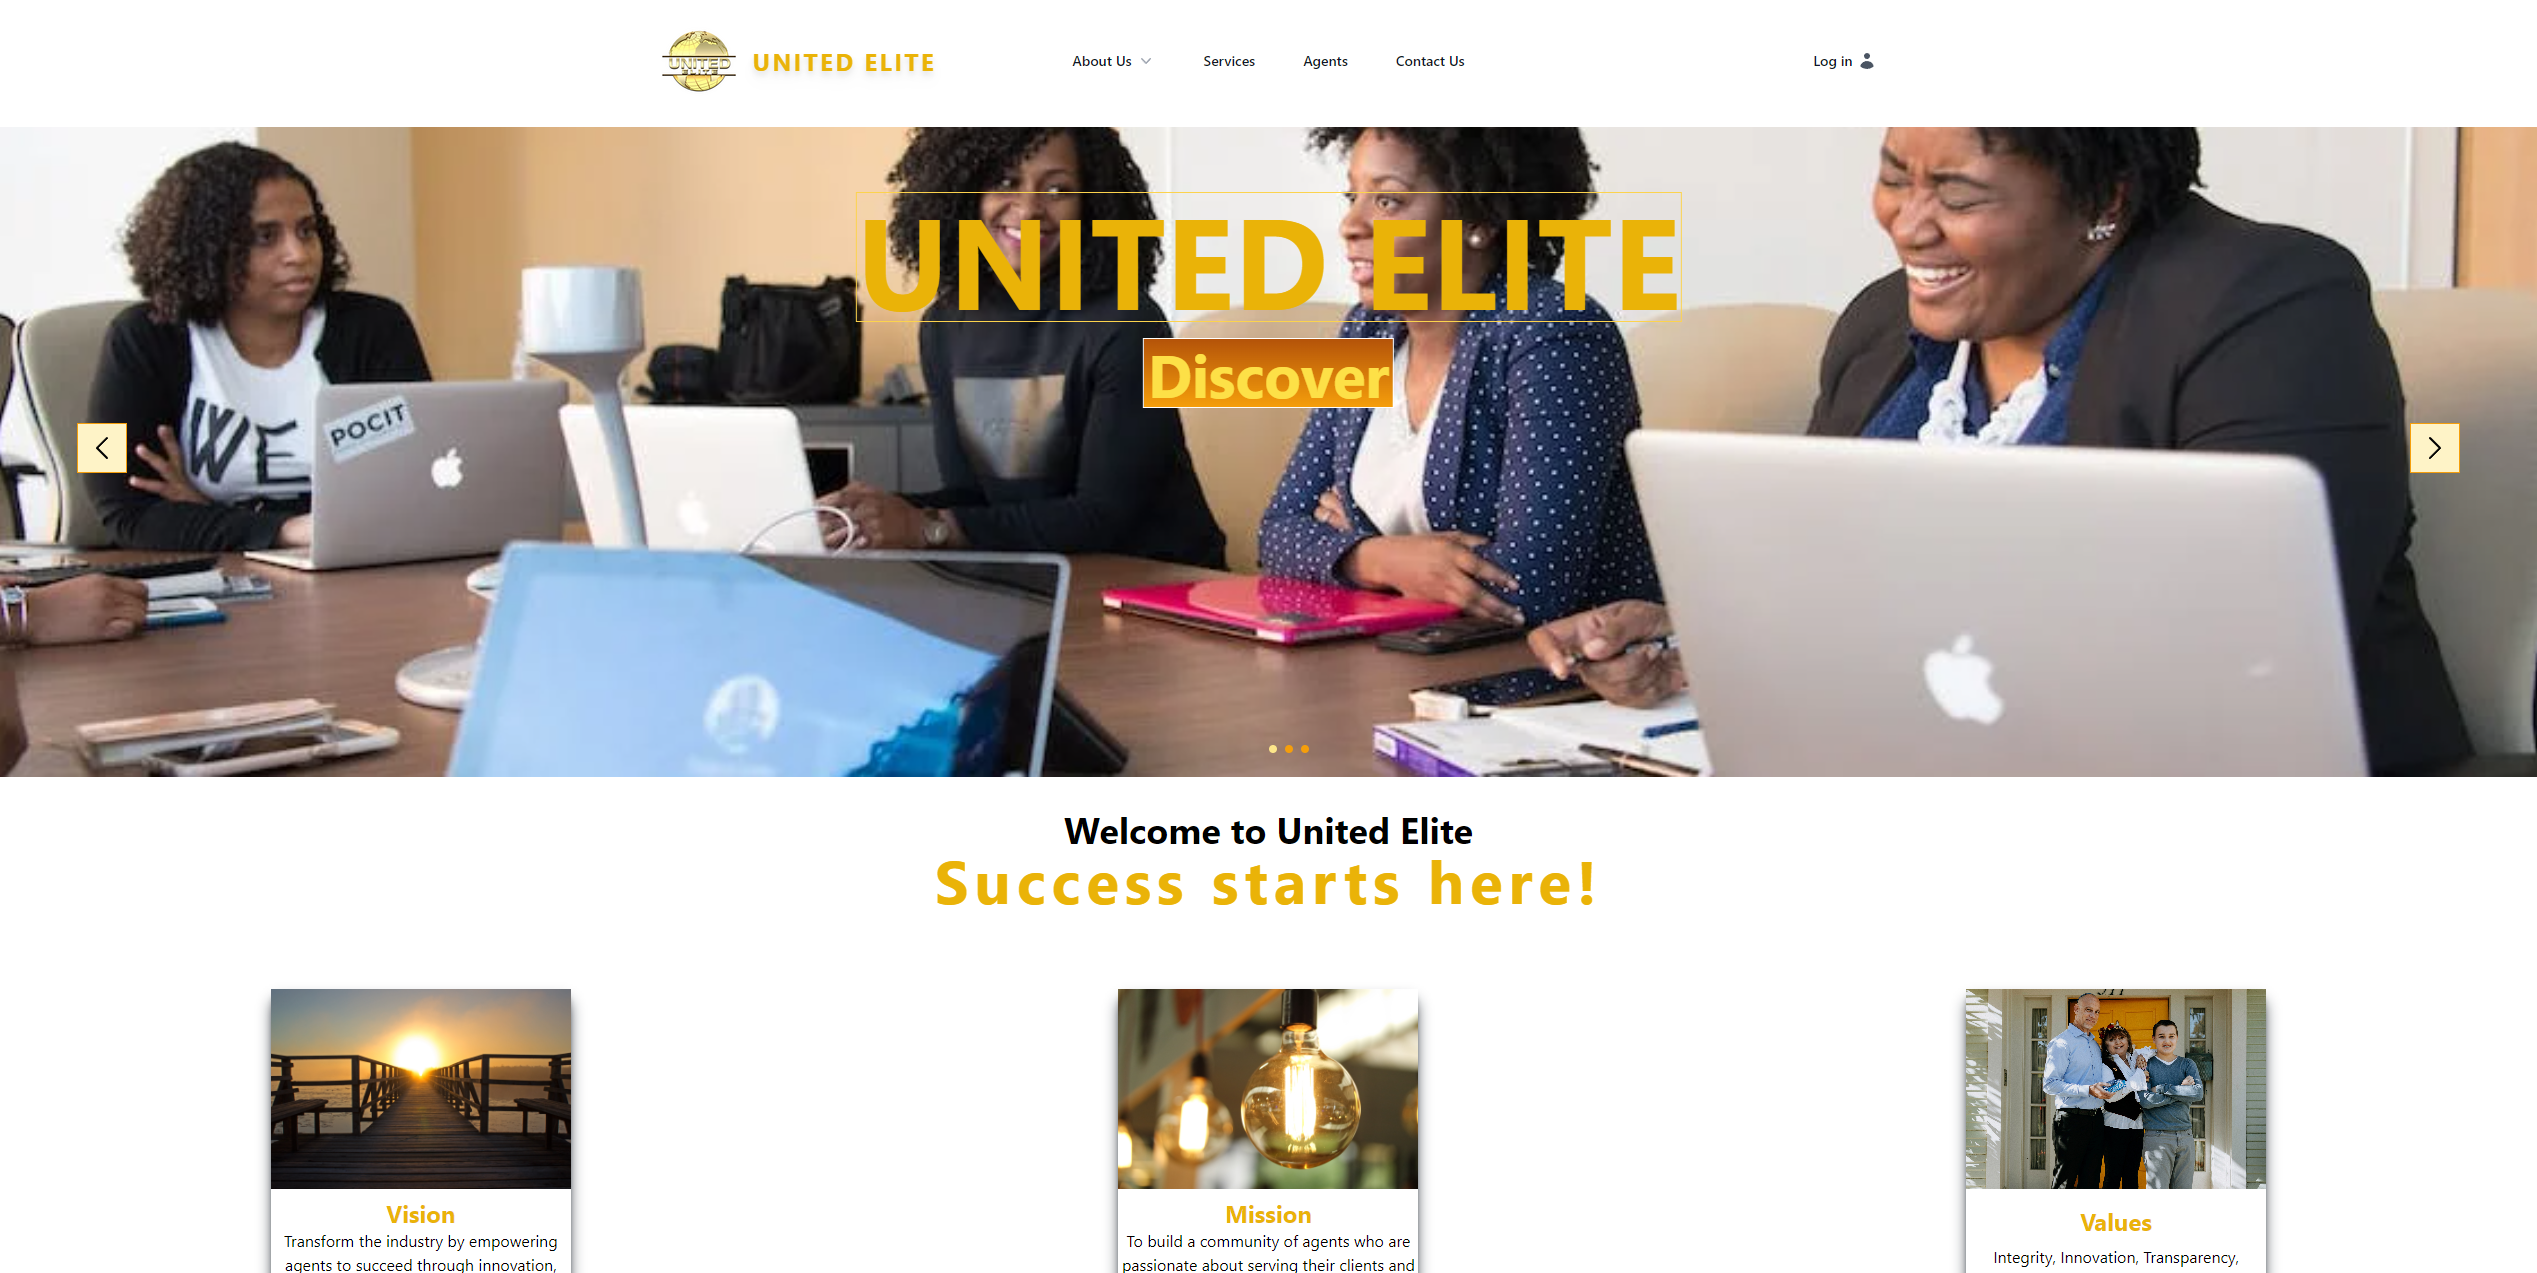 UNITED
ELITE
UNITED ELITE
About Us
Services
Agents
Contact Us
Log in
UNITED ELITE
Discover
WE
POCIT
Welcome to United Elite
Success starts here!
Vision
Transform the industry by empowering
agents to succeed through innovation,
Mission
To build a community of agents who are
passionate about serving their clients and
Values
Integrity, Innovation, Transparency,